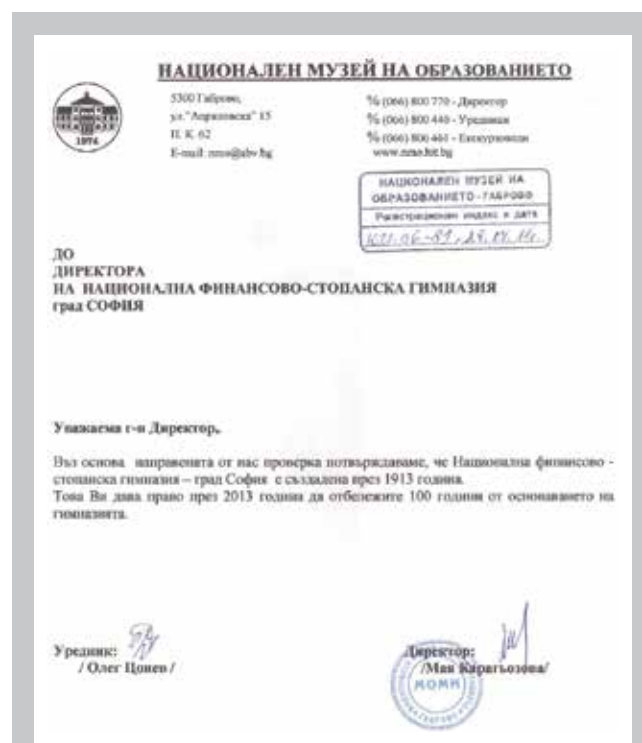 НАЦИОНАЛЕН МУЗЕЙ НА ОБРАЗОВАНИЕТО
1974
5300 Габрово,
ул."Априловска" 15
П. К. 62
E-mail: nmo@abv.bg
(066) 800 770 - Директор
(066) 800 440 - Уредници
(066) 800 461 - Екскурзоводи
www.nmo.hit.bg
НАЦИОНАЛЕН МУЗЕЙ НА
ОБРАЗОВАНИЕТО - ГАБРОВО
Регистрационен индекс и дата
ДО
ДИРЕКТОРА
НА НАЦИОНАЛНА ФИНАНСОВО-СТОПАНСКА ГИМНАЗИЯ
град СОФИЯ
Уважаема г-н Директор,
Въз основа направената от нас проверка потвърждаваме, че Национална финансово -
стопанска гимназия – град София е създадена през 1913 година.
Това Ви дава право през 2013 година да отбележите 100 години от основаването на
гимназията.
Уредник:
/ Олег Цонев /
Директор:
/Мая Карагьозова/
МОМН